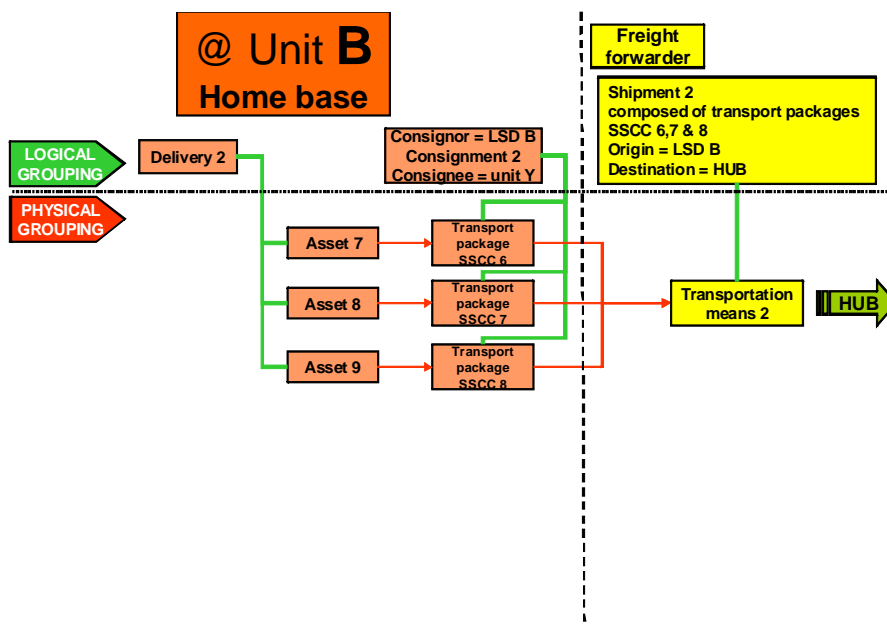 @ Unit B
Home base
Freight
forwarder
Shipment 2
composed of transport packages
SSCC 6,7 & 8
Origin = LSD B
Destination = HUB
LOGICAL
GROUPING
Delivery 2
Consignor = LSD B
Consignment 2
Consignee = unit Y
PHYSICAL
GROUPING
Asset 7
Transport
package
SSCC 6
Asset 8
Transport
package
SSCC 7
Transportation
means 2
HUB
Asset 9
Transport
package
SSCC 8